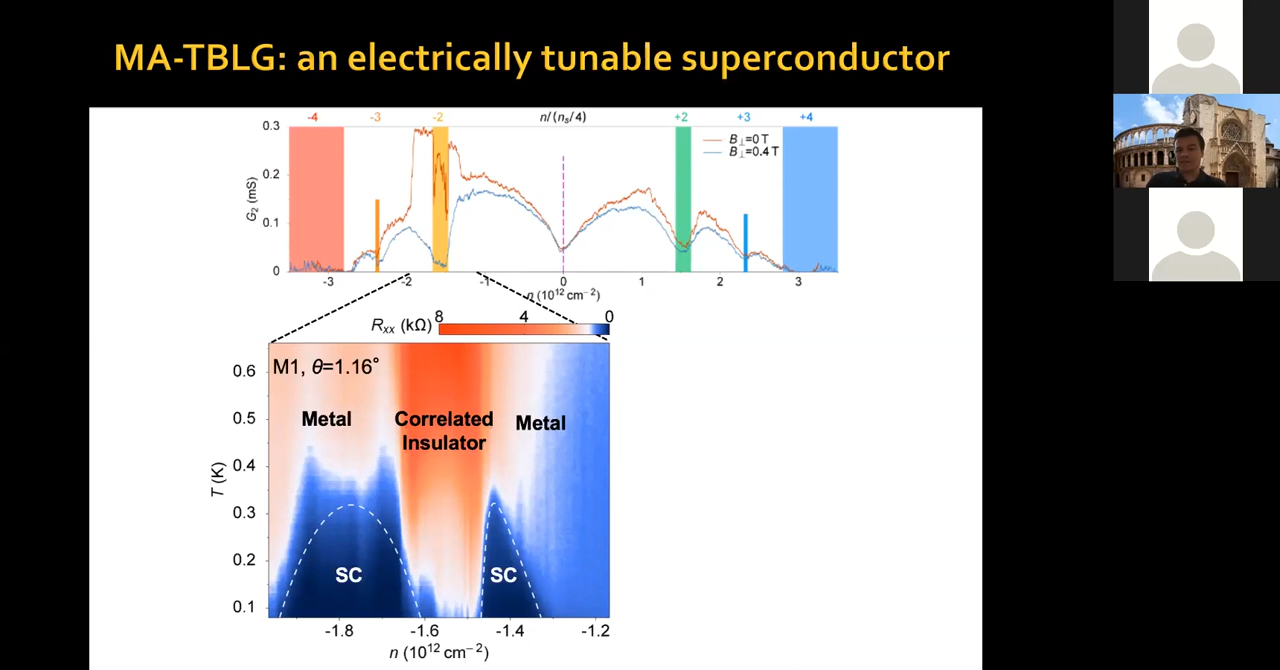 MA-TBLG: an electrically tunable superconductor
-4 -3 -2 n/(nₛ/4) +2 +3 +4
0.3
0.2
0.1
0
G₂ (mS)
B⊥=0 T
B⊥=0.4 T
-3 -2 -1 0 1 2 3
n (10¹² cm⁻²)
Rₓₓ (kΩ) 8 4 0
M1, θ=1.16°
Metal
Correlated
Insulator
Metal
SC
SC
T (K)
0.6
0.5
0.4
0.3
0.2
0.1
-1.8 -1.6 -1.4 -1.2
n (10¹² cm⁻²)